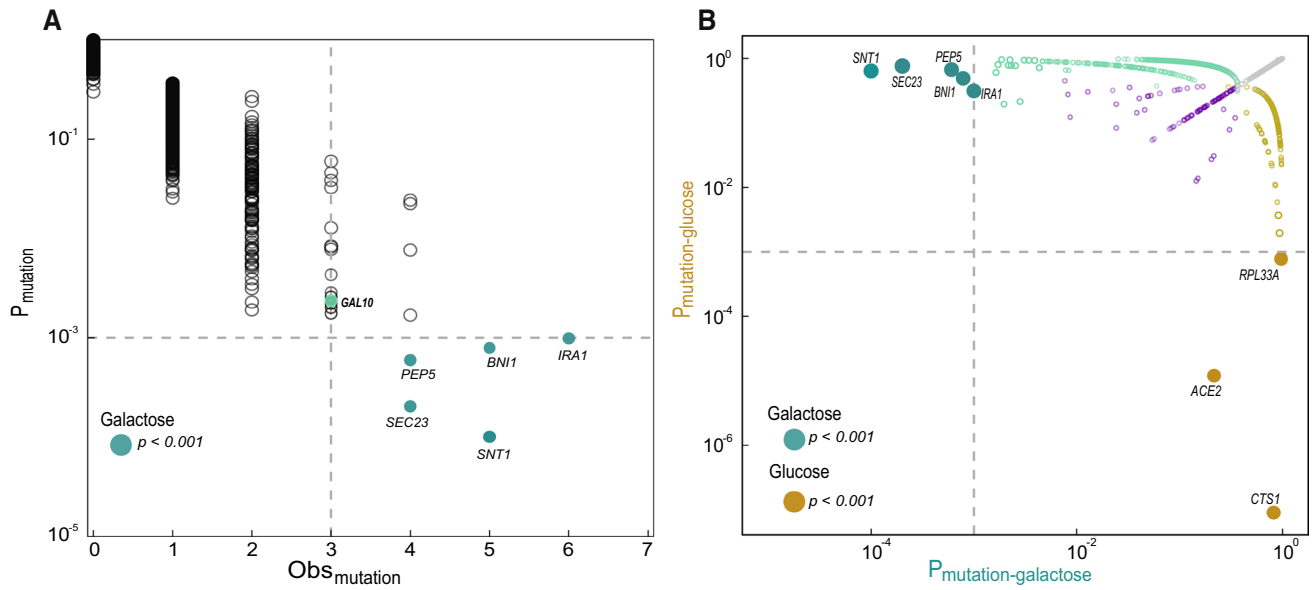 A
P mutation
10^-1
10^-3
10^-5
GAL10
IRA1
BNI1
PEP5
SEC23
SNT1
Galactose
p < 0.001
0 1 2 3 4 5 6 7
Obs mutation
B
P mutation-glucose
10^0
10^-2
10^-4
10^-6
SNT1
SEC23
PEP5
BNI1
IRA1
RPL33A
ACE2
CTS1
Galactose
p < 0.001
Glucose
p < 0.001
10^-4 10^-2 10^0
P mutation-galactose